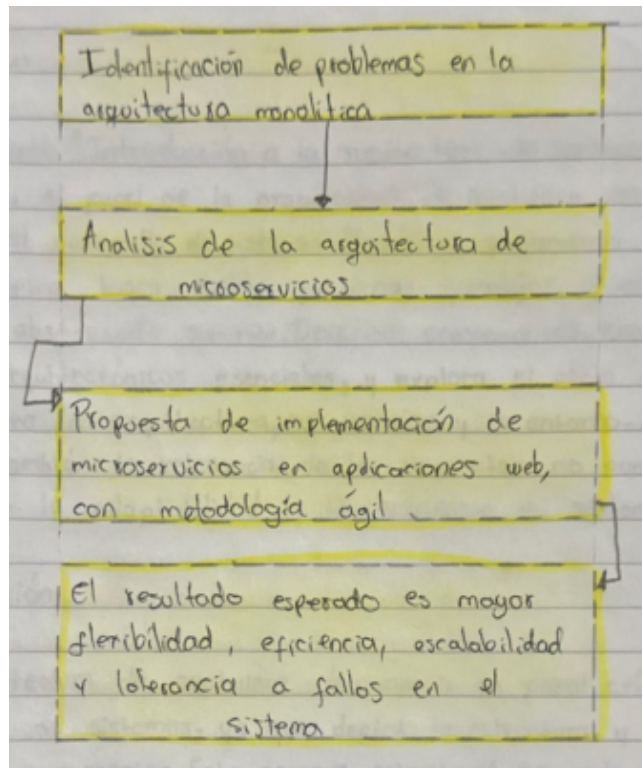 Identificación de problemas en la
arquitectura monolítica
Analisis de la arquitectura de
microservicios
Propuesta de implementación de
microservicios en aplicaciones web,
con metodología ágil
El resultado esperado es mayor
flexibilidad, eficiencia, escalabilidad
y tolerancia a fallos en el
sistema